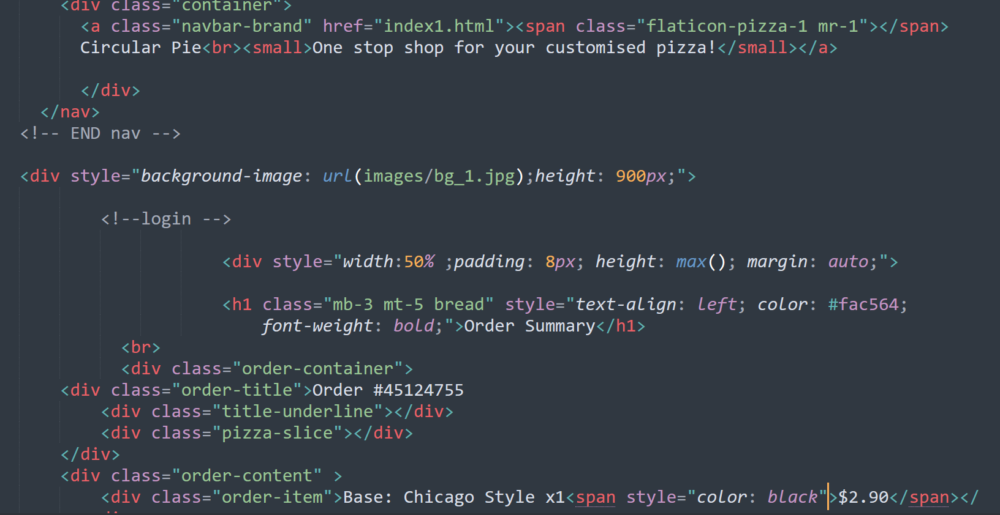 <div class="container">
<a class="navbar-brand" href="index1.html"><span class="flaticon-pizza-1 mr-1"></span>
Circular Pie<br><small>One stop shop for your customised pizza!</small></a>
</div>
</nav>
<!-- END nav -->
<div style="background-image: url(images/bg_1.jpg);height: 900px;">
<!--login -->
<div style="width:50% ;padding: 8px; height: max(); margin: auto;">
<h1 class="mb-3 mt-5 bread" style="text-align: left; color: #fac564;
font-weight: bold;">Order Summary</h1>
<br>
<div class="order-container">
<div class="order-title">Order #45124755
<div class="title-underline"></div>
<div class="pizza-slice"></div>
</div>
<div class="order-content" >
<div class="order-item">Base: Chicago Style x1<span style="color: black">$2.90</span></